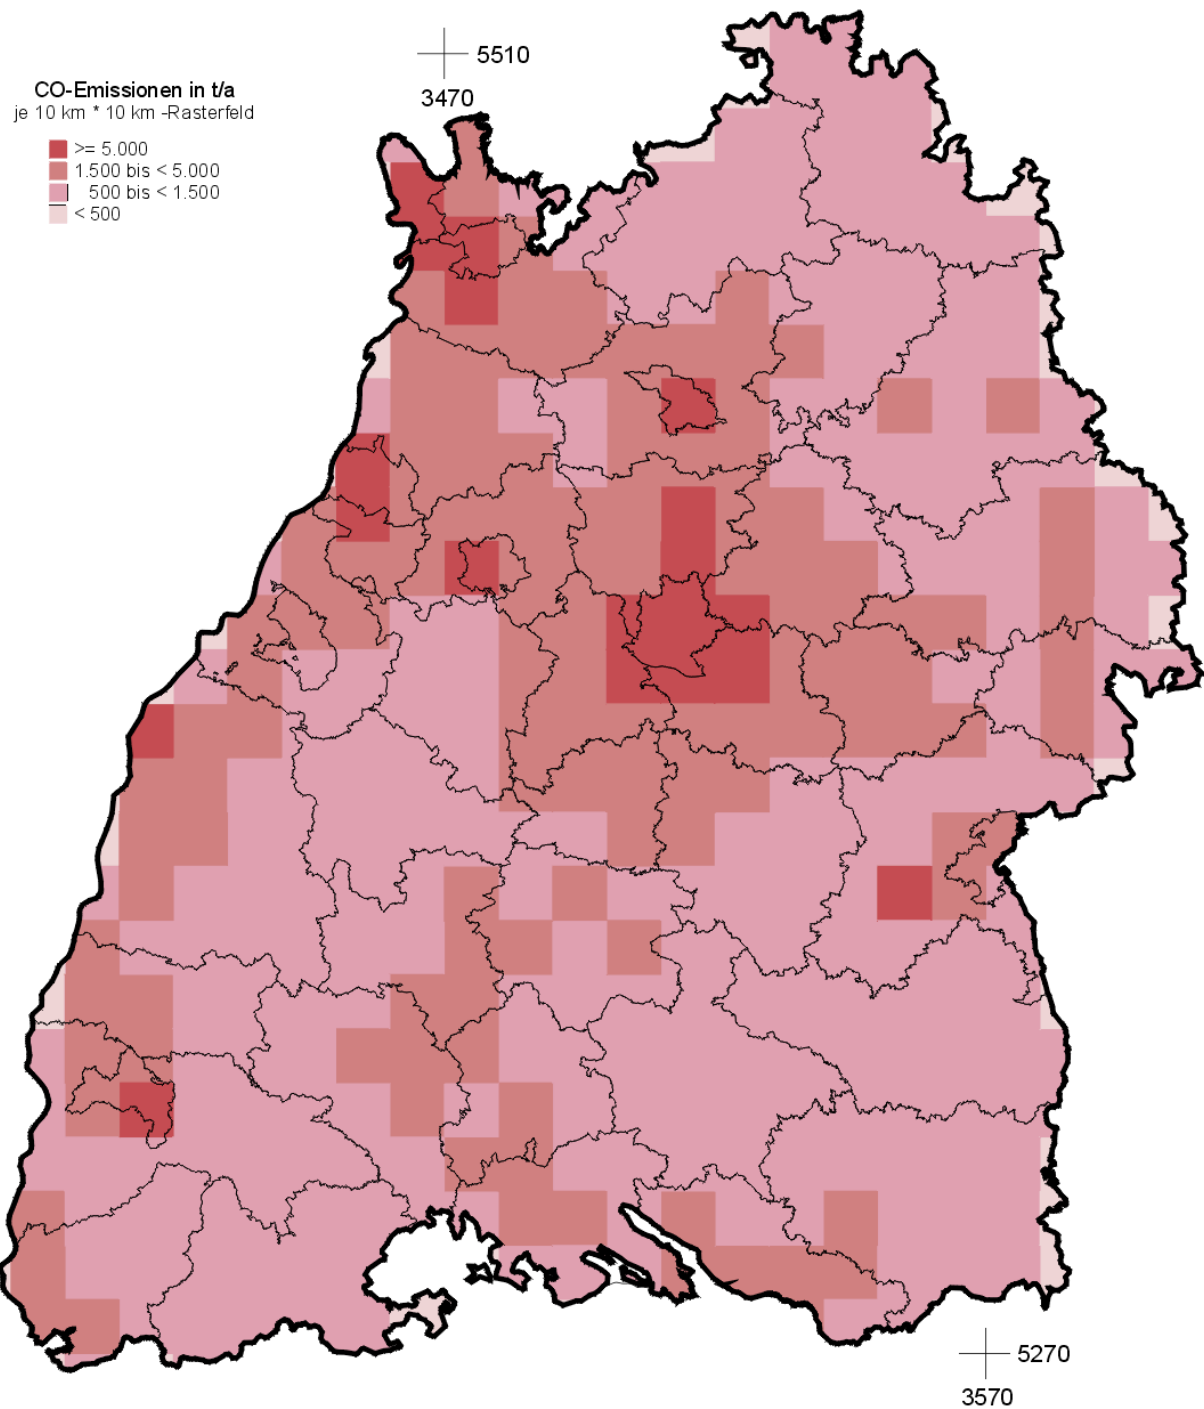 CO-Emissionen in t/a
je 10 km * 10 km -Rasterfeld
>= 5.000
1.500 bis < 5.000
500 bis < 1.500
< 500
5510
3470
5270
3570